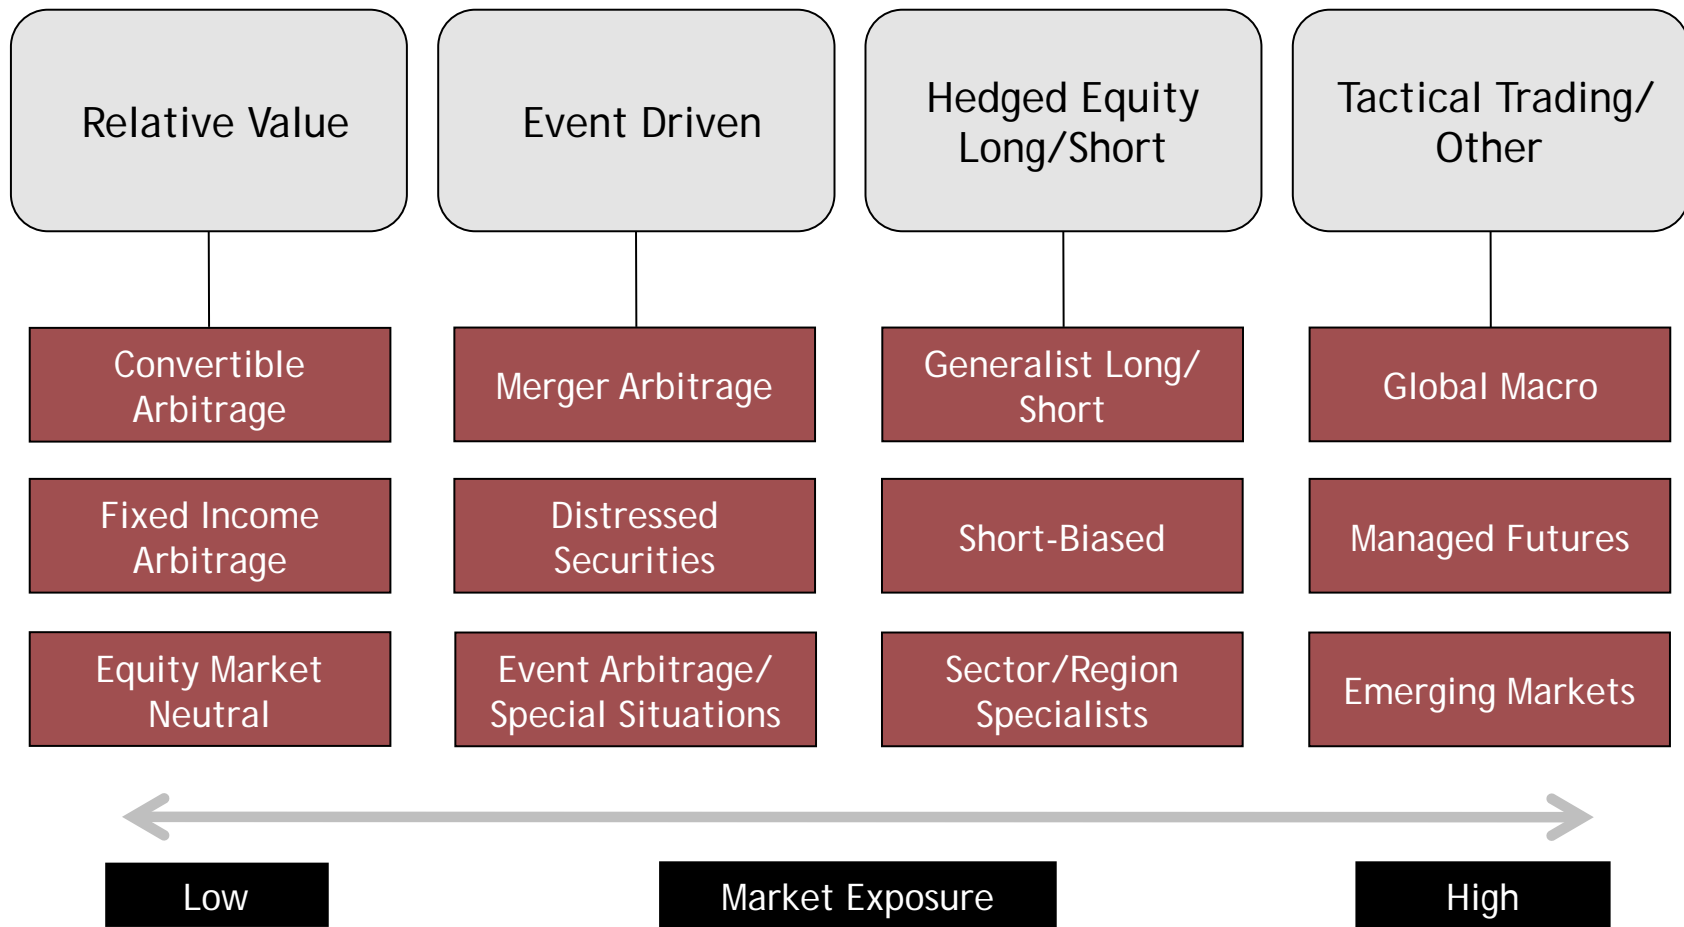 Relative Value
Event Driven
Hedged Equity
Long/Short
Tactical Trading/
Other
Convertible
Arbitrage
Merger Arbitrage
Generalist Long/
Short
Global Macro
Fixed Income
Arbitrage
Distressed
Securities
Short-Biased
Managed Futures
Equity Market
Neutral
Event Arbitrage/
Special Situations
Sector/Region
Specialists
Emerging Markets
Low
Market Exposure
High